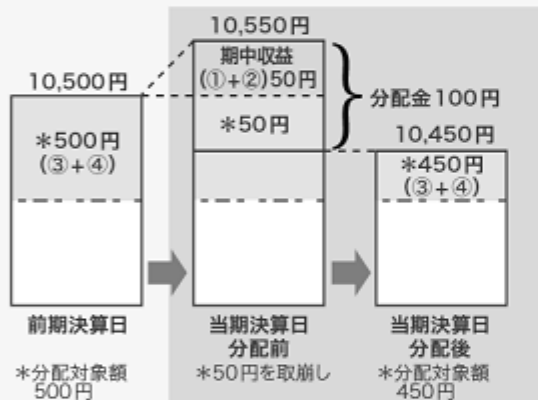 10,500円
*500円
(③+④)
前期決算日
*分配対象額
500円
10,550円
期中収益
(①+②)50円
*50円
分配金100円
当期決算日
分配前
*50円を取崩し
10,450円
*450円
(③+④)
当期決算日
分配後
*分配対象額
450円